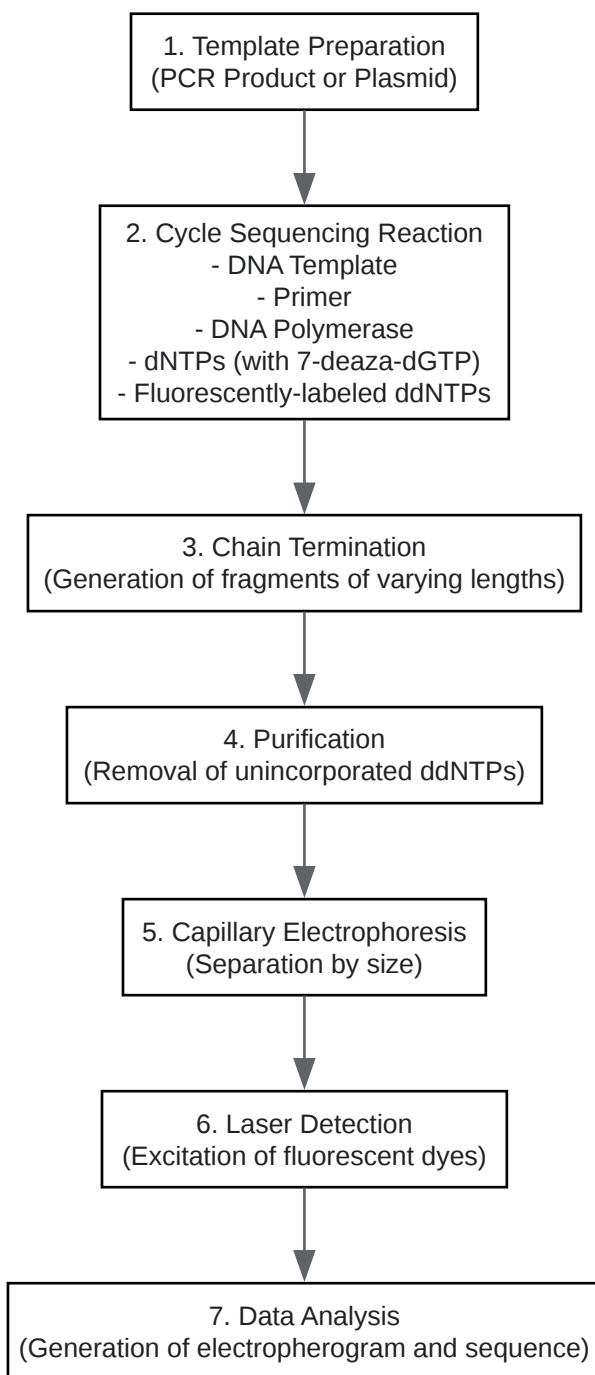 1. Template Preparation
(PCR Product or Plasmid)
2. Cycle Sequencing Reaction
- DNA Template
- Primer
- DNA Polymerase
- dNTPs (with 7-deaza-dGTP)
- Fluorescently-labeled ddNTPs
3. Chain Termination
(Generation of fragments of varying lengths)
4. Purification
(Removal of unincorporated ddNTPs)
5. Capillary Electrophoresis
(Separation by size)
6. Laser Detection
(Excitation of fluorescent dyes)
7. Data Analysis
(Generation of electropherogram and sequence)